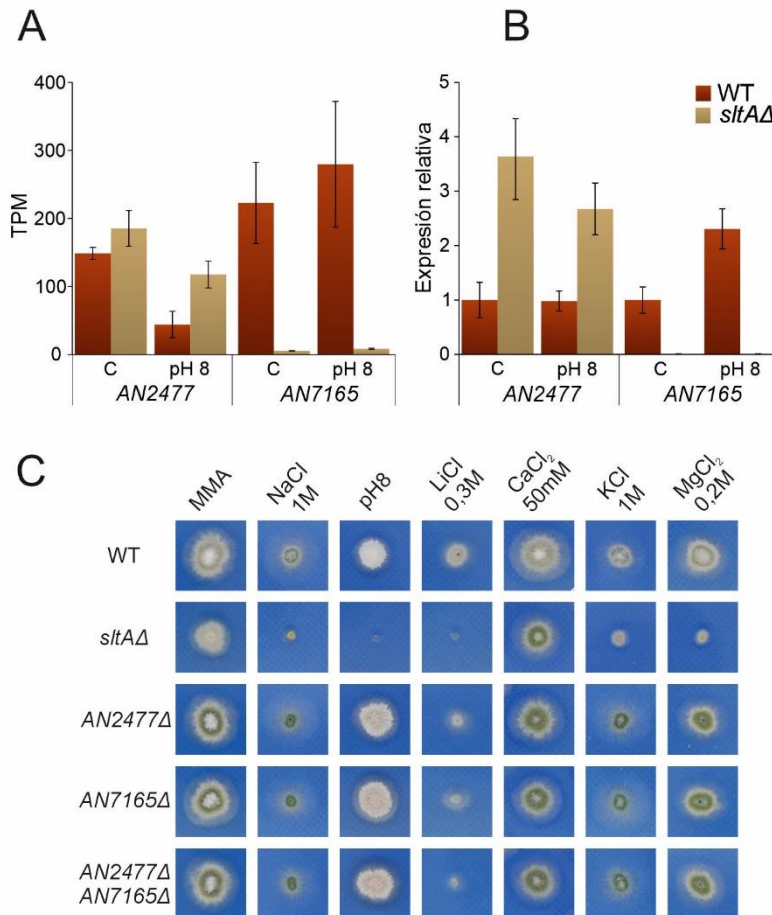 A
B
400
300
200
100
0
TPM
C
pH 8
C
pH 8
AN2477
AN7165
5
4
3
2
1
0
Expresión relativa
C
pH 8
C
pH 8
AN2477
AN7165
WT
sltAΔ
C
MMA
NaCl
1M
pH8
LiCl
0,3M
CaCl₂
50mM
KCl
1M
MgCl₂
0,2M
WT
sltAΔ
AN2477Δ
AN7165Δ
AN2477Δ
AN7165Δ